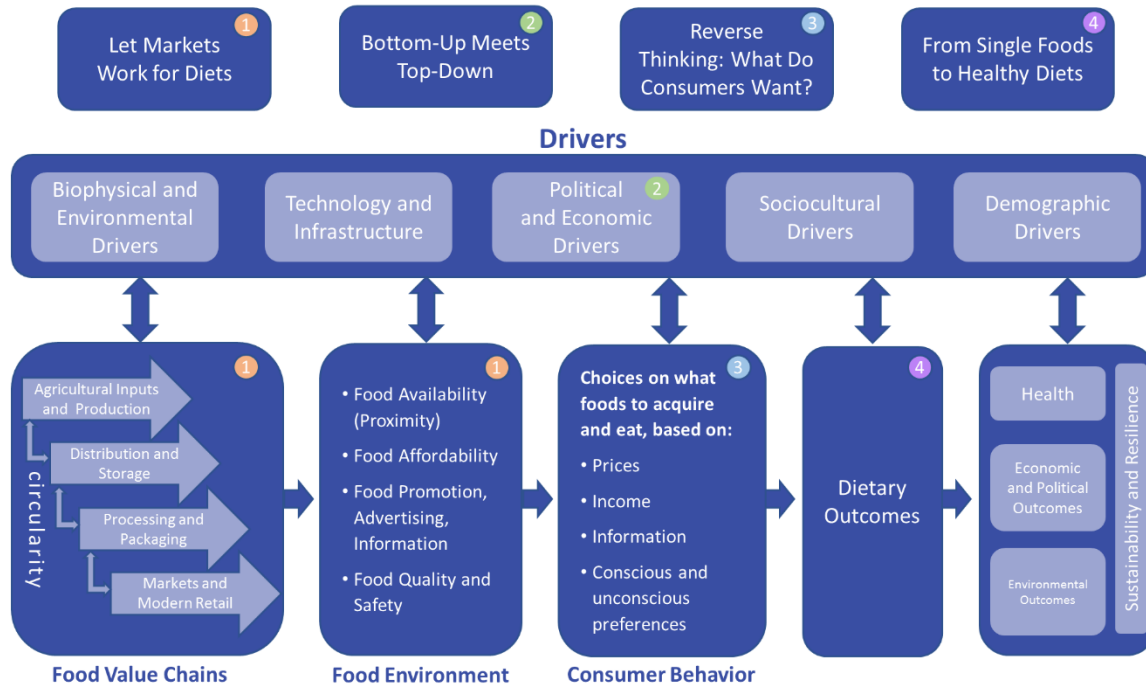 1
Let Markets
Work for Diets
2
Bottom-Up Meets
Top-Down
3
Reverse
Thinking: What Do
Consumers Want?
4
From Single Foods
to Healthy Diets
Drivers
Biophysical and
Environmental
Drivers
Technology and
Infrastructure
2
Political
and Economic
Drivers
Sociocultural
Drivers
Demographic
Drivers
1
Agricultural Inputs
and Production
Distribution and
Storage
Processing and
Packaging
Markets and
Modern Retail
circularity
Food Value Chains
1
• Food Availability
(Proximity)
• Food Affordability
• Food Promotion,
Advertising,
Information
• Food Quality and
Safety
Food Environment
3
Choices on what
foods to acquire
and eat, based on:
• Prices
• Income
• Information
• Conscious and
unconscious
preferences
Consumer Behavior
4
Dietary
Outcomes
Health
Economic
and Political
Outcomes
Environmental
Outcomes
Sustainability and Resilience